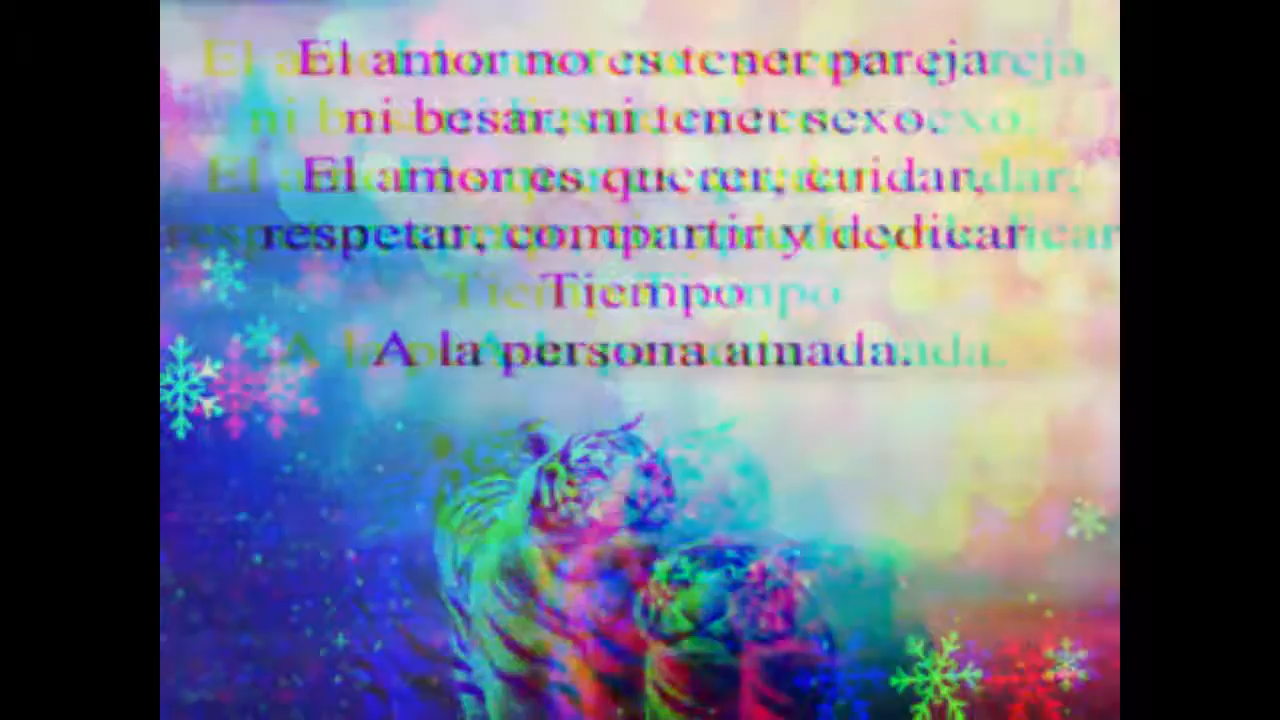 El amor no es tener pareja
ni besar, ni tener sexo.
El amor es querer, cuidar,
respetar, compartir y dedicar
Tiempo
A la persona amada.